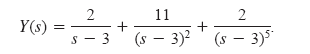 Y(s) = 2/(s − 3) + 11/(s − 3)² + 2/(s − 3)⁵.